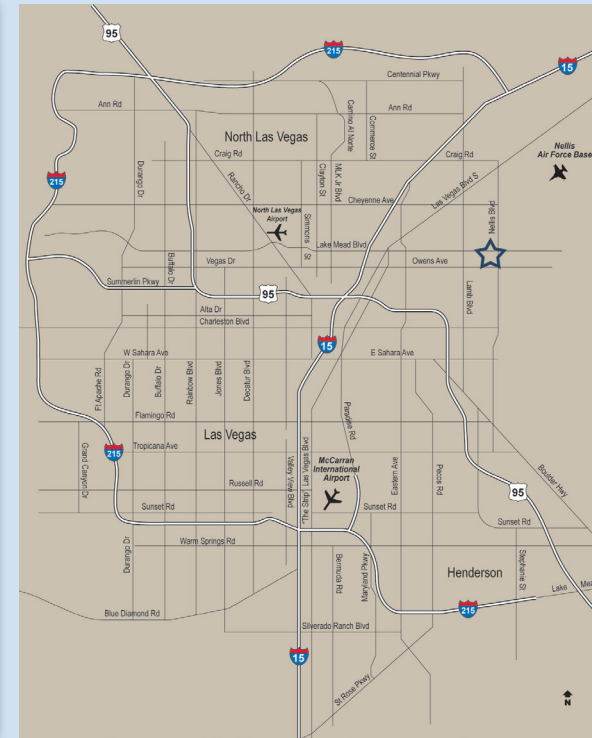 95
215
15
Centennial Pkwy
Ann Rd
Ann Rd
North Las Vegas
Camino Al Norte
Commerce St
Craig Rd
Craig Rd
Nellis
Air Force Base
215
Durango Dr
Rancho Dr
Clayton St
MLK Jr Blvd
Cheyenne Ave
Las Vegas Blvd S
North Las Vegas
Airport
Simmons St
Nellis Blvd
Lake Mead Blvd
Buffalo Dr
Vegas Dr
Owens Ave
Summerlin Pkwy
95
Lamb Blvd
Alta Dr
Charleston Blvd
15
W Sahara Ave
E Sahara Ave
Ft Apache Rd
Durango Dr
Buffalo Dr
Rainbow Blvd
Jones Blvd
Decatur Blvd
Paradise Rd
Flamingo Rd
Las Vegas
Grand Canyon Dr
215
Tropicana Ave
Valley View Blvd
"The Strip" Las Vegas Blvd
McCarran
International
Airport
Eastern Ave
Pecos Rd
Boulder Hwy
Russell Rd
95
Sunset Rd
Sunset Rd
Sunset Rd
Durango Dr
Warm Springs Rd
Bermuda Rd
Maryland Pkwy
Henderson
Stephanie St
Lake Mea
Blue Diamond Rd
215
Silverado Ranch Blvd
15
St Rose Pkwy
N